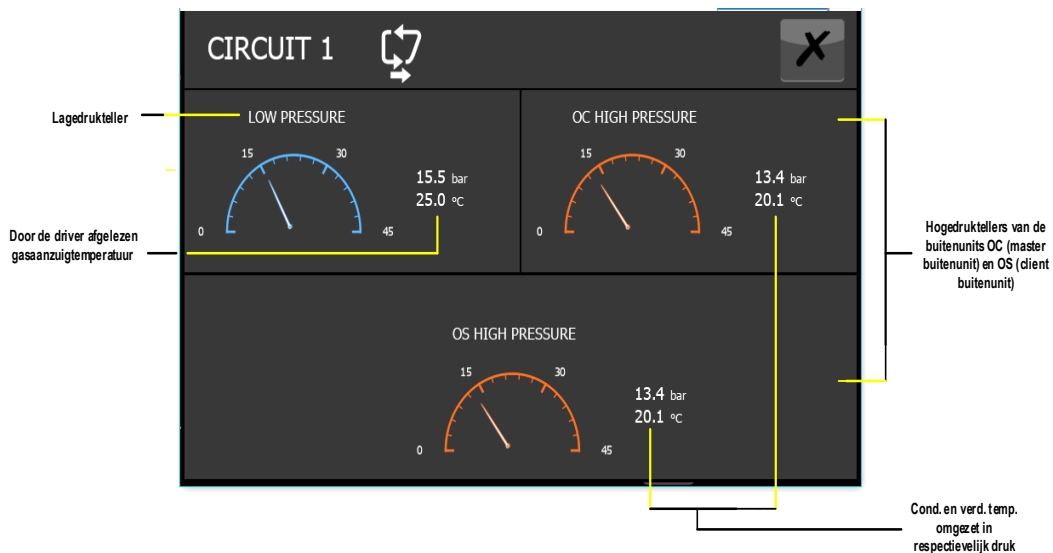 CIRCUIT 1
Lagedrukteller
LOW PRESSURE
15
30
0
45
15.5 bar
25.0 °C
OC HIGH PRESSURE
15
30
0
45
13.4 bar
20.1 °C
Door de driver afgelezen
gasaanzuigtemperatuur
Hogedruktellers van de
buitenunits OC (master
buitenunit) en OS (client
buitenunit)
OS HIGH PRESSURE
15
30
0
45
13.4 bar
20.1 °C
Cond. en verd. temp.
omgezet in
respectievelijk druk